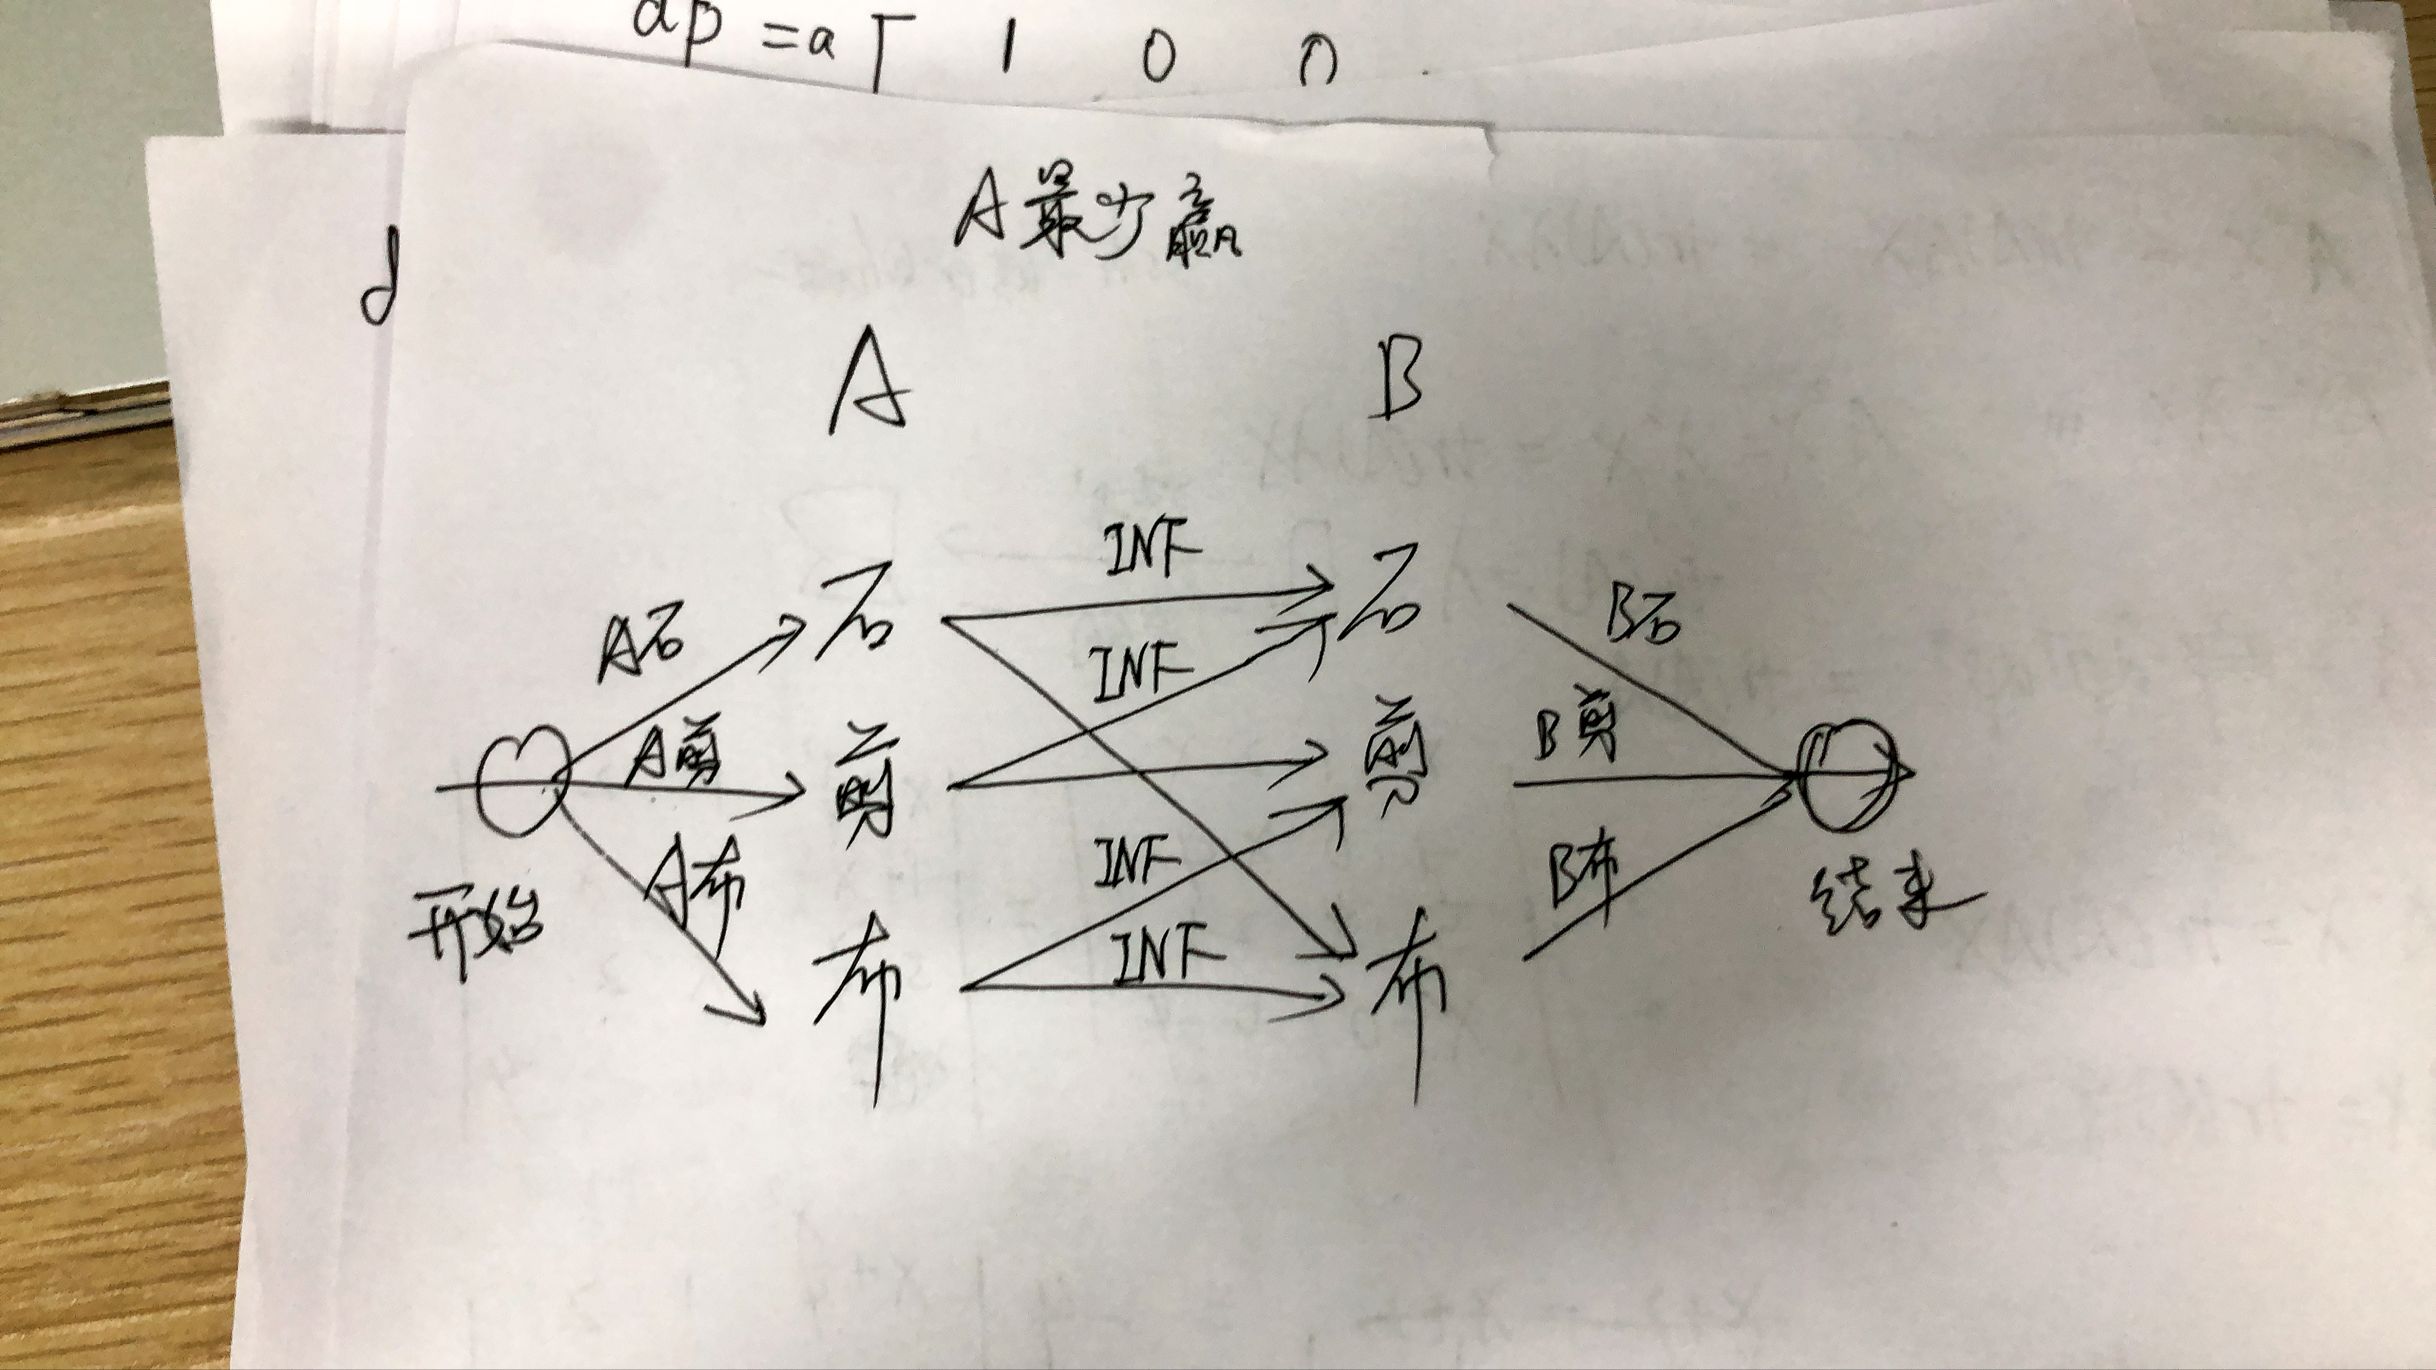 = a
1 0
A最少赢
A B
INF
A石 石 石 B石
INF
A剪 剪 剪 B剪
A布 INF B布
开始 INF 结束
布 布